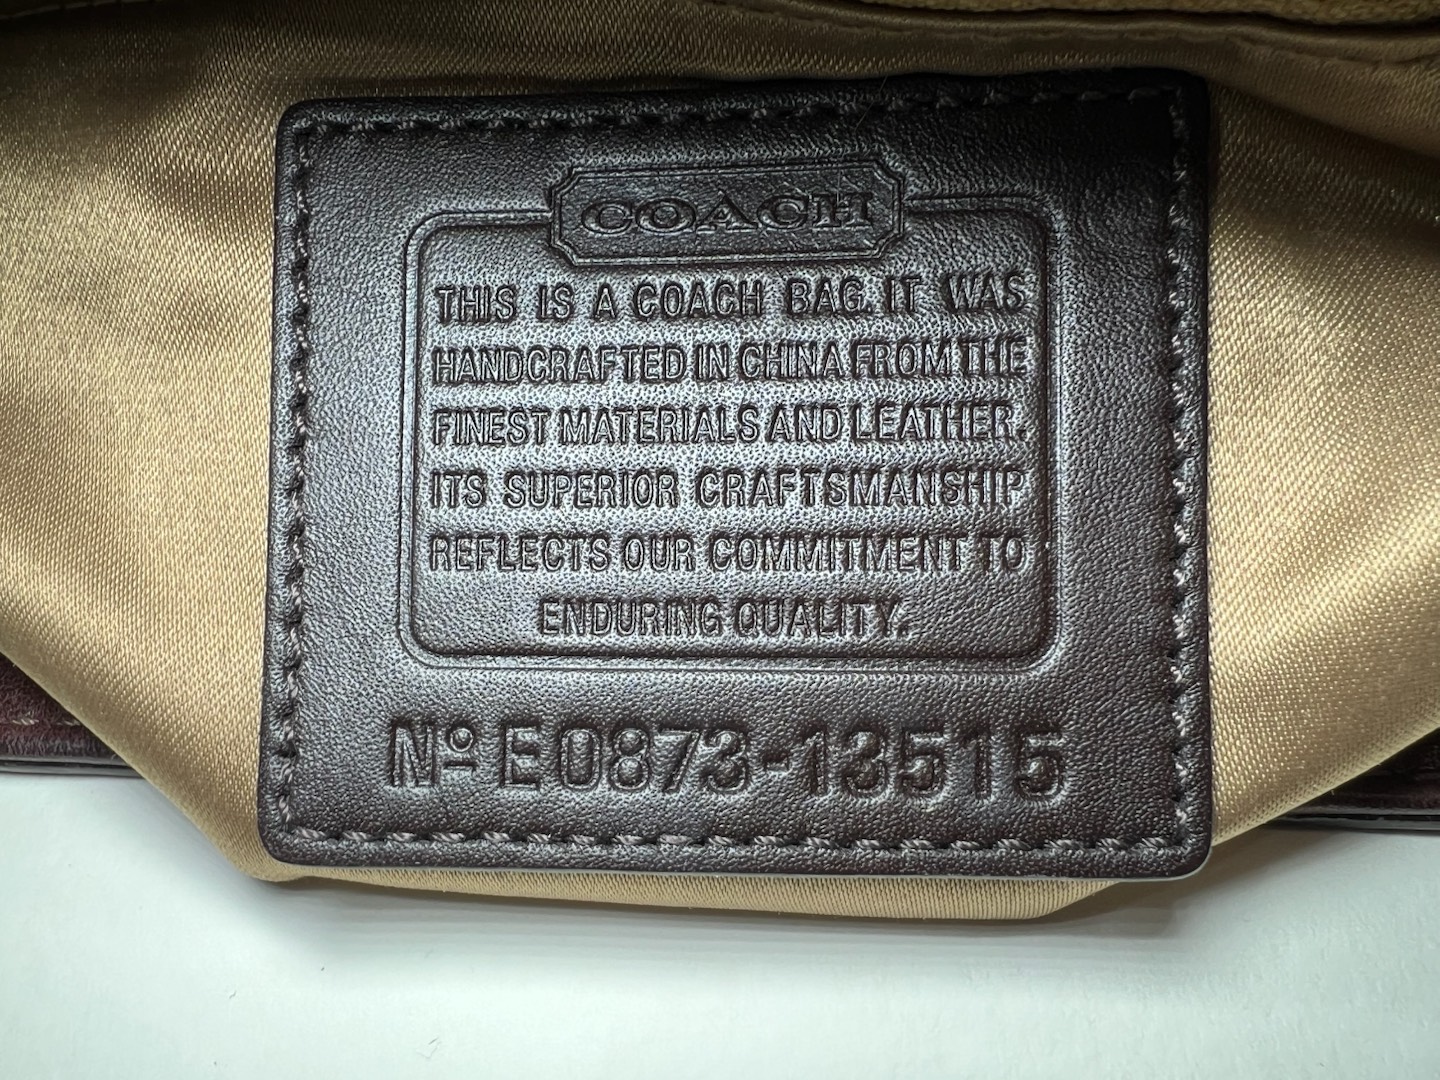 COACH
THIS IS A COACH BAG. IT WAS
HANDCRAFTED IN CHINA FROM THE
FINEST MATERIALS AND LEATHER.
ITS SUPERIOR CRAFTSMANSHIP
REFLECTS OUR COMMITMENT TO
ENDURING QUALITY.
Nº E0873-13515